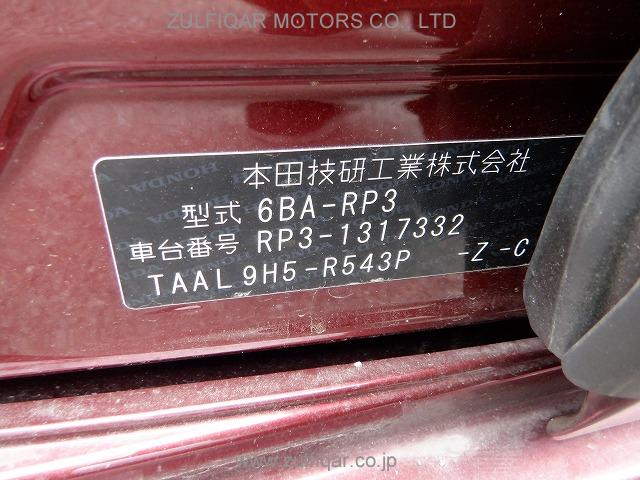 ZULFIQAR MOTORS CO., LTD
本田技研工業株式会社
型式 6BA-RP3
車台番号 RP3-1317332
TAAL 9H5-R543P -Z -C
www.zulfiqar.co.jp